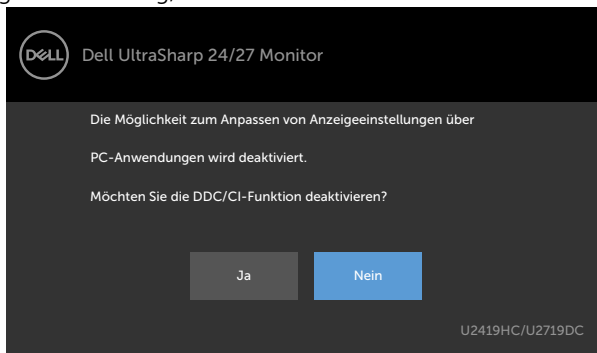 DELL
Dell UltraSharp 24/27 Monitor
Die Möglichkeit zum Anpassen von Anzeigeeinstellungen über
PC-Anwendungen wird deaktiviert.
Möchten Sie die DDC/CI-Funktion deaktivieren?
Ja
Nein
U2419HC/U2719DC